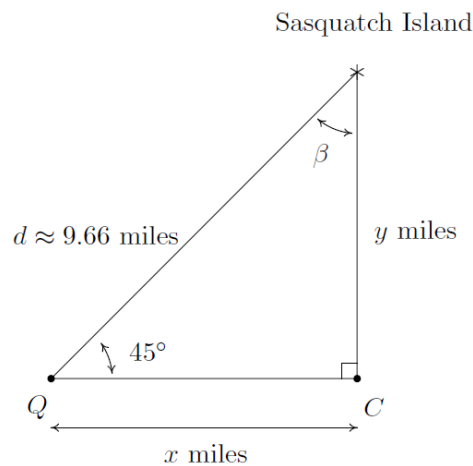 Sasquatch Island
β
d ≈ 9.66 miles
y miles
45°
Q
C
x miles